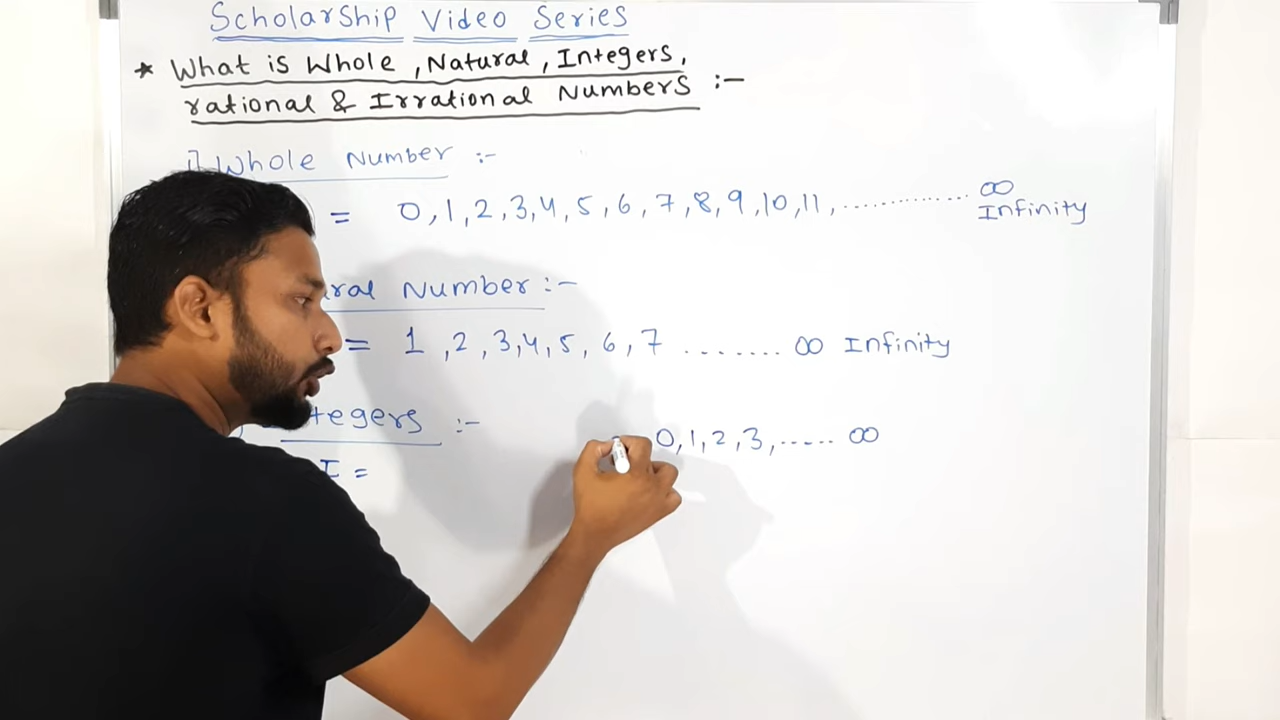 Scholarship Video Series
* What is Whole, Natural, Integers,
rational & Irrational Numbers :-
Whole Number :-
= 0, 1, 2, 3, 4, 5, 6, 7, 8, 9, 10, 11, ............. ∞
Infinity
ral Number :-
= 1, 2, 3, 4, 5, 6, 7 ........ ∞ Infinity
tegers :-
0, 1, 2, 3, ...... ∞
I =